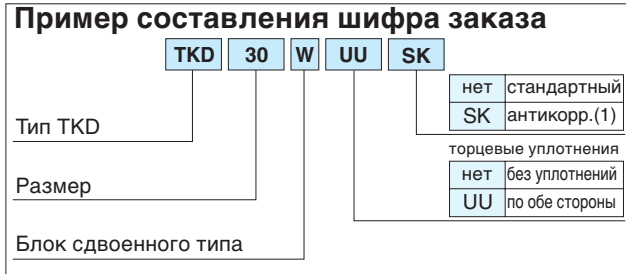 Пример составления шифра заказа
TKD 30 W UU SK
нет стандартный
SK антикорр.(1)
Тип TKD
торцевые уплотнения
нет без уплотнений
Размер
UU по обе стороны
Блок сдвоенного типа